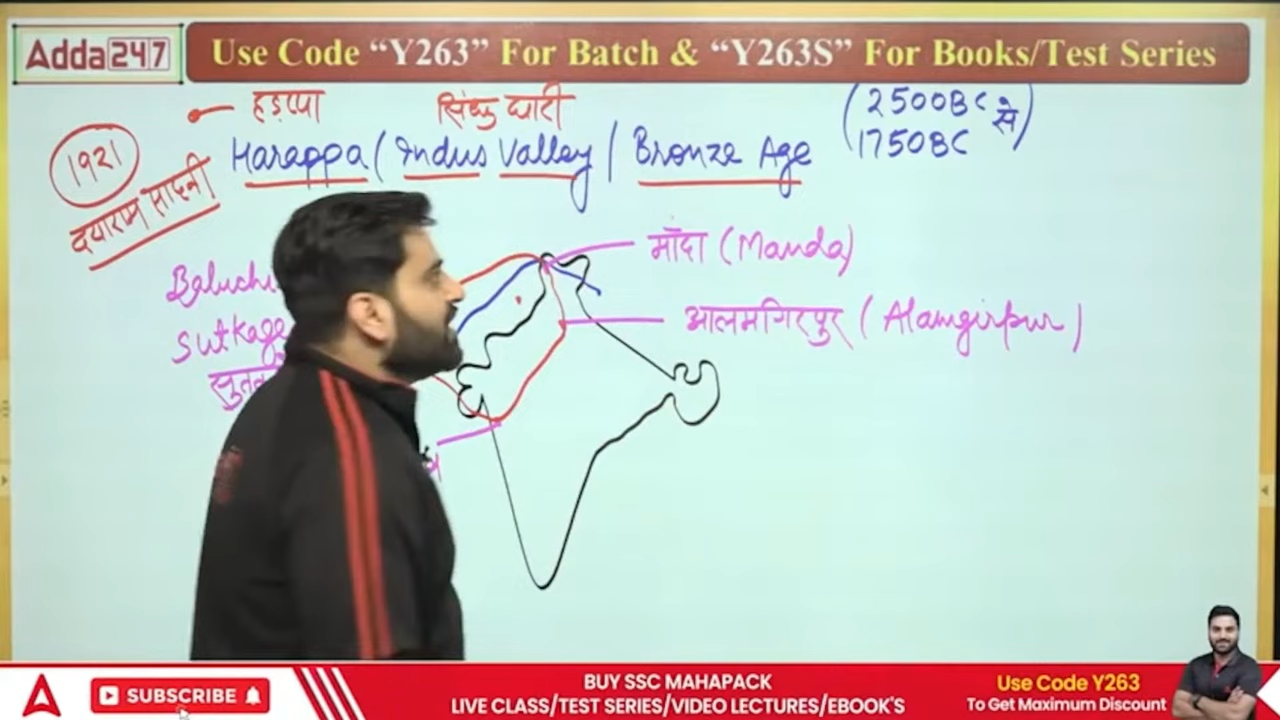 Adda247
Use Code “Y263” For Batch & “Y263S” For Books/Test Series
हड़प्पा
सिंधु घाटी
(2500BC से
1750BC)
1921
दयाराम साहनी
Harappa/Indus Valley/Bronze Age
Beluchi
मांदा (Manda)
Sutkage
आलमगिरपुर (Alamgirpur)
SUBSCRIBE
BUY SSC MAHAPACK
LIVE CLASS/TEST SERIES/VIDEO LECTURES/EBOOK'S
Use Code Y263
To Get Maximum Discount